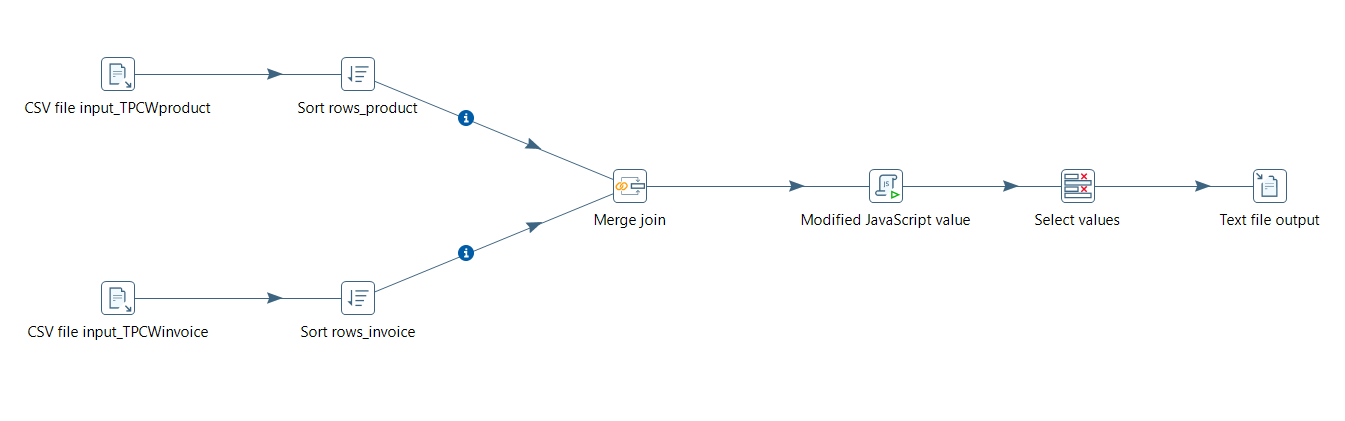 CSV file input_TPCWproduct
Sort rows_product
Merge join
Modified JavaScript value
JS
Select values
Text file output
CSV file input_TPCWinvoice
Sort rows_invoice